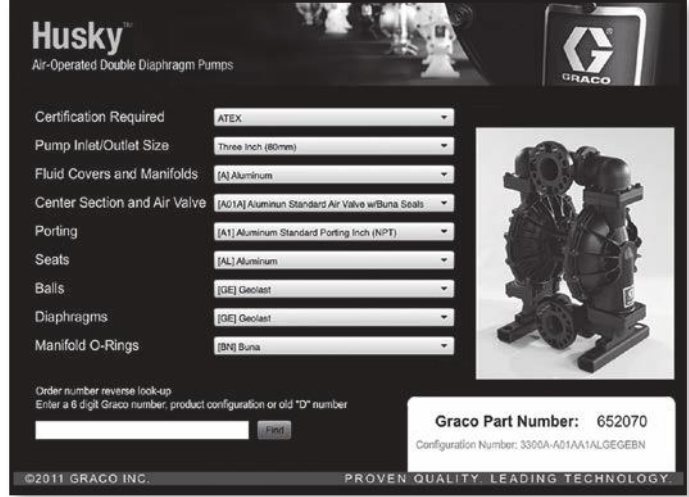 Husky™
Air-Operated Double Diaphragm Pumps
GRACO
Certification Required ATEX
Pump Inlet/Outlet Size Three Inch (80mm)
Fluid Covers and Manifolds [A] Aluminum
Center Section and Air Valve [A01A] Aluminun Standard Air Valve w/Buna Seals
Porting [A1] Aluminum Standard Porting Inch (NPT)
Seats [AL] Aluminum
Balls [GE] Geolast
Diaphragms [GE] Geolast
Manifold O-Rings [BN] Buna
Order number reverse look-up
Enter a 6 digit Graco number, product configuration or old "D" number
Find
Graco Part Number: 652070
Configuration Number: 3300A-A01AA1ALGEGEBN
©2011 GRACO INC. PROVEN QUALITY. LEADING TECHNOLOGY.